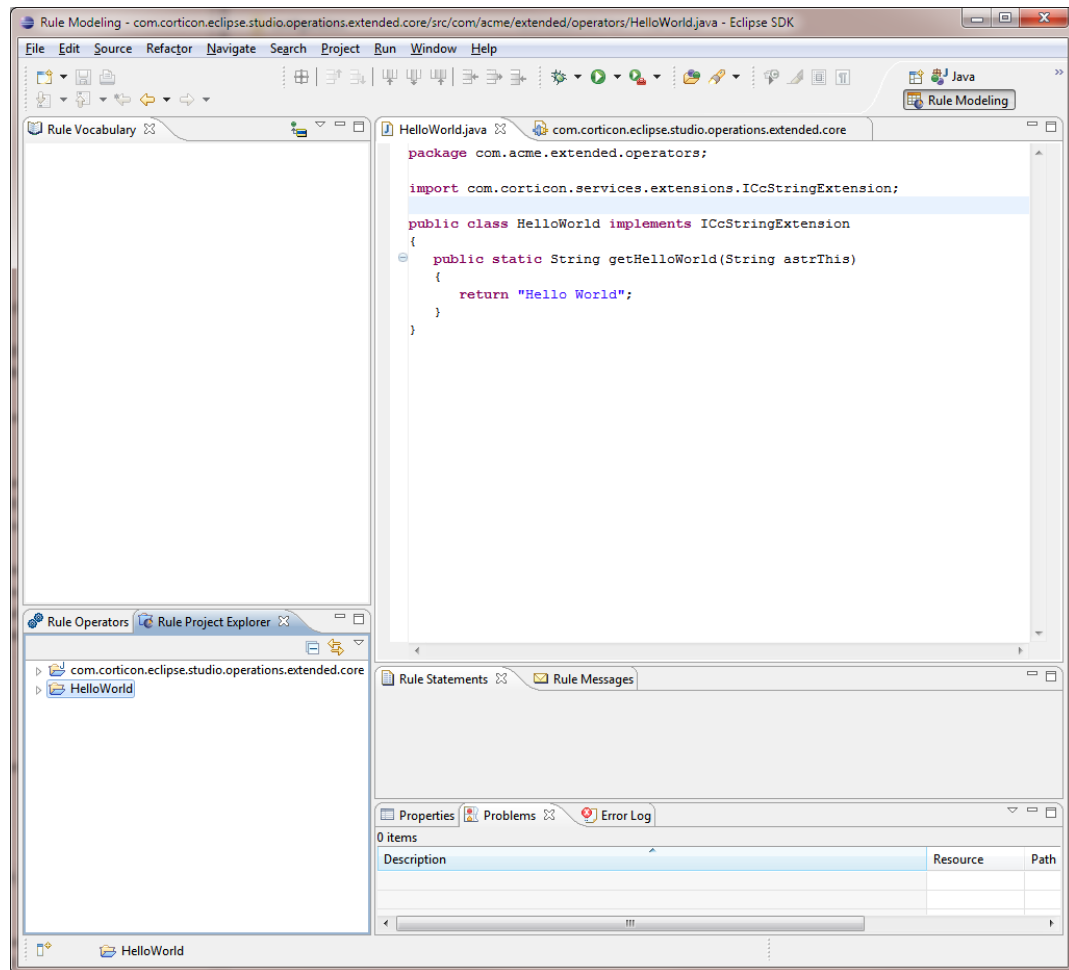 Rule Modeling - com.corticon.eclipse.studio.operations.extended.core/src/com/acme/extended/operators/HelloWorld.java - Eclipse SDK
File Edit Source Refactor Navigate Search Project Run Window Help
Java
Rule Modeling
Rule Vocabulary
HelloWorld.java
com.corticon.eclipse.studio.operations.extended.core
package com.acme.extended.operators;
import com.corticon.services.extensions.ICcStringExtension;
public class HelloWorld implements ICcStringExtension
{
public static String getHelloWorld(String astrThis)
{
return "Hello World";
}
}
Rule Operators
Rule Project Explorer
com.corticon.eclipse.studio.operations.extended.core
HelloWorld
Rule Statements
Rule Messages
Properties
Problems
Error Log
0 items
Description Resource Path
HelloWorld